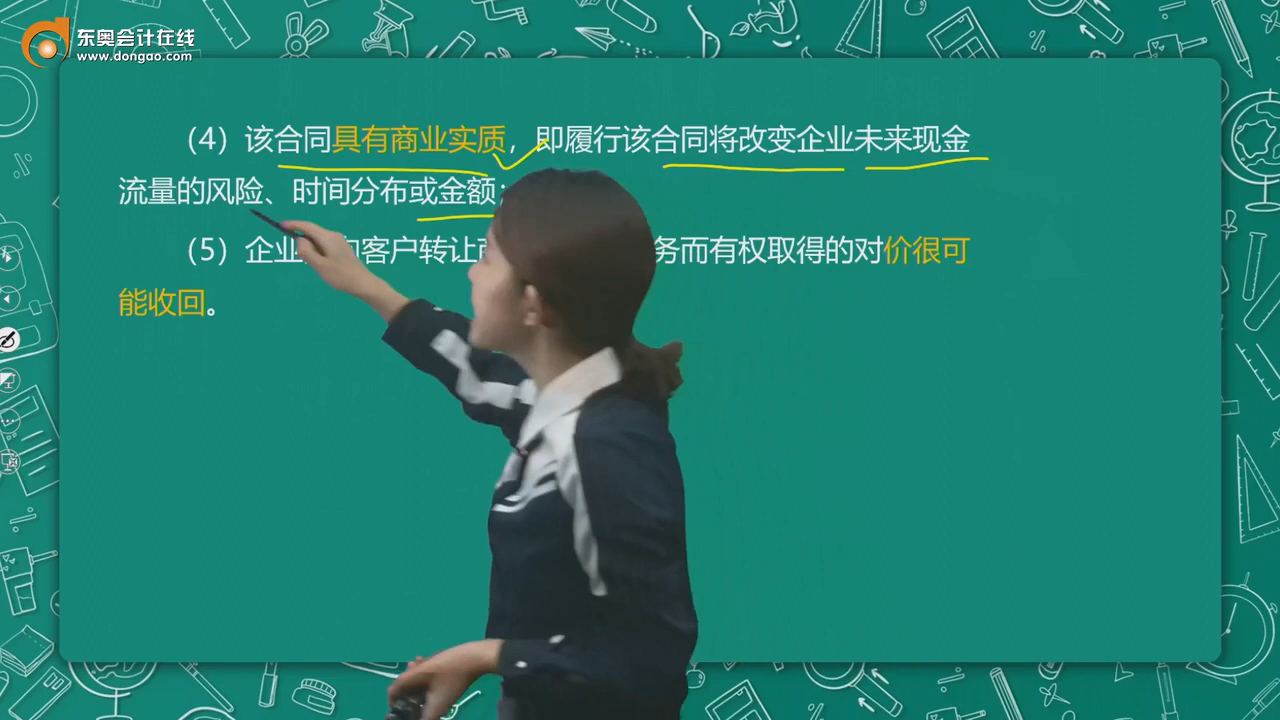 东奥会计在线
www.dongao.com
（4）该合同具有商业实质，即履行该合同将改变企业未来现金
流量的风险、时间分布或金额；
（5）企业 向客户转让 务而有权取得的对价很可
能收回。